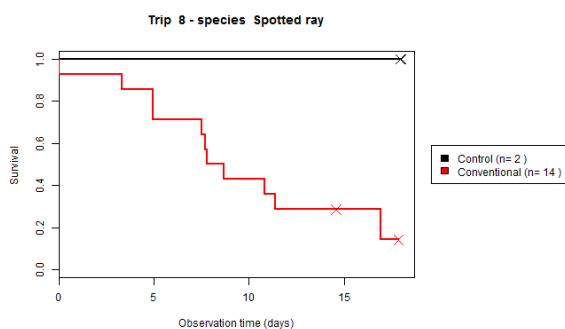 Trip 8 - species Spotted ray
1.0
0.8
0.6
0.4
0.2
0.0
Survival
0 5 10 15
Observation time (days)
Control (n= 2 )
Conventional (n= 14 )